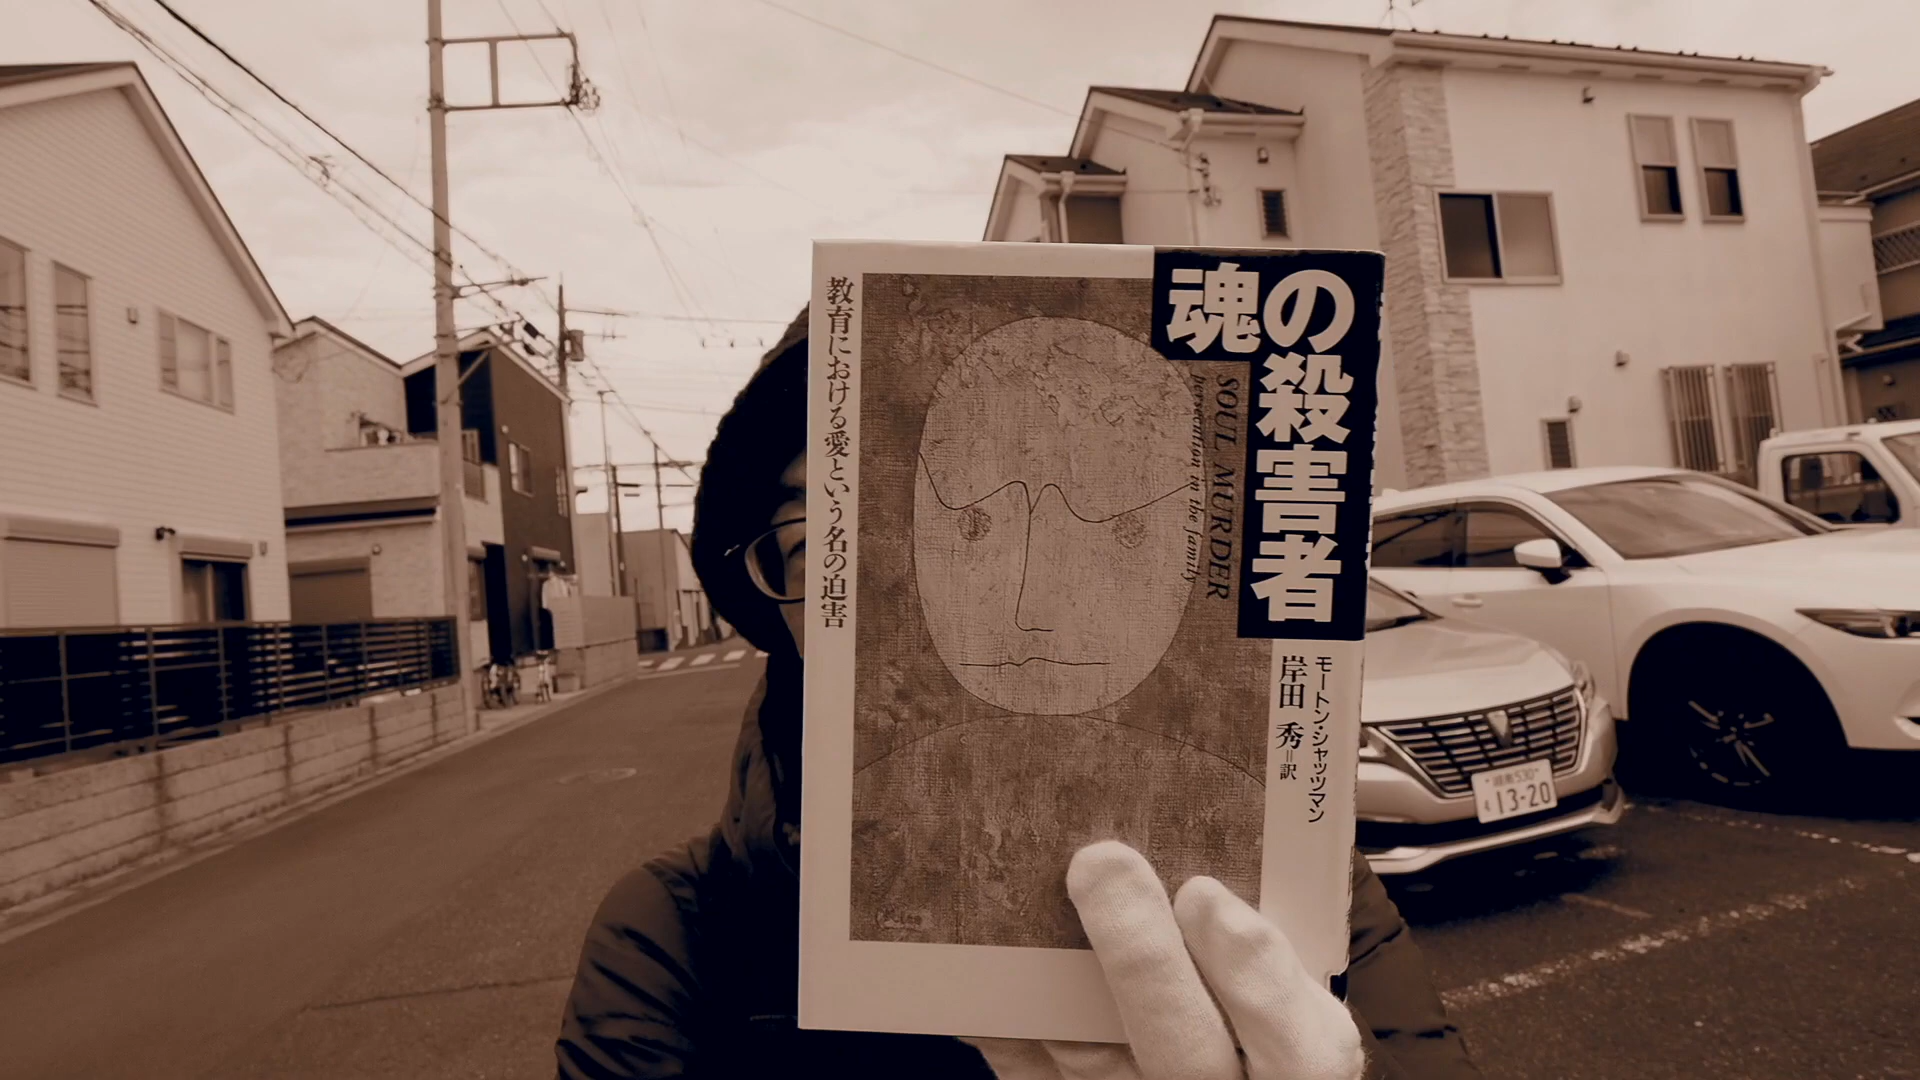 魂の殺害者
SOUL MURDER
persecution in the family
教育における愛という名の迫害
モートン・シャッツマン
岸田 秀=訳
13-20